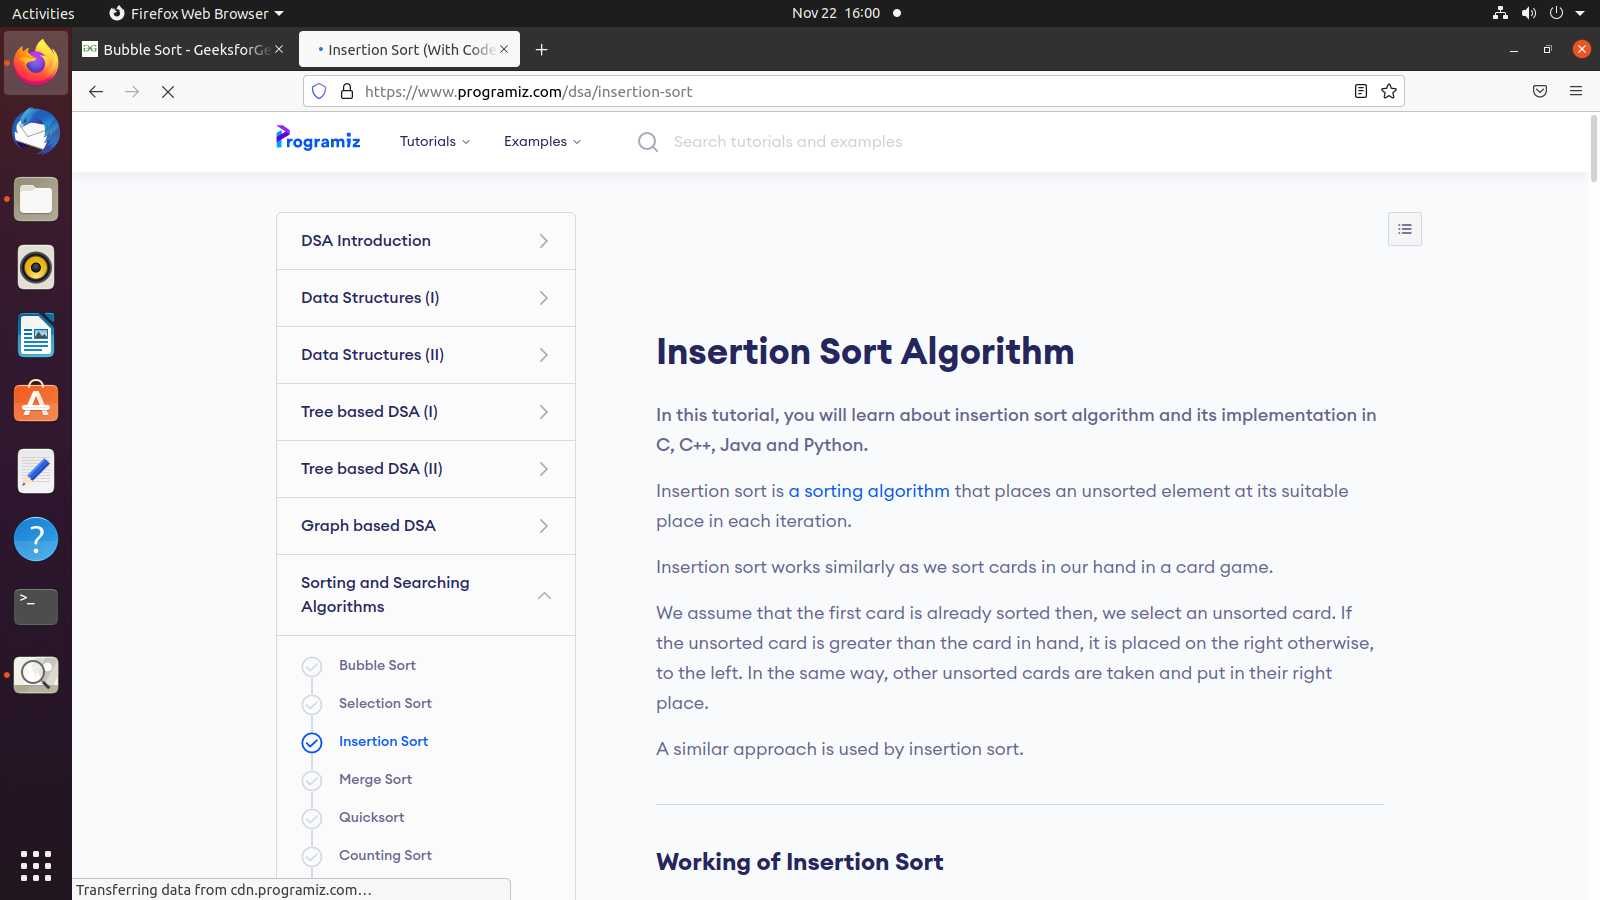 Activities
Firefox Web Browser
Nov 22 16:00
Bubble Sort - GeeksforGe
Insertion Sort (With Code
https://www.programiz.com/dsa/insertion-sort
Programiz
Tutorials
Examples
Search tutorials and examples
DSA Introduction
Data Structures (I)
Data Structures (II)
Tree based DSA (I)
Tree based DSA (II)
Graph based DSA
Sorting and Searching
Algorithms
Bubble Sort
Selection Sort
Insertion Sort
Merge Sort
Quicksort
Counting Sort
Insertion Sort Algorithm
In this tutorial, you will learn about insertion sort algorithm and its implementation in
C, C++, Java and Python.
Insertion sort is a sorting algorithm that places an unsorted element at its suitable
place in each iteration.
Insertion sort works similarly as we sort cards in our hand in a card game.
We assume that the first card is already sorted then, we select an unsorted card. If
the unsorted card is greater than the card in hand, it is placed on the right otherwise,
to the left. In the same way, other unsorted cards are taken and put in their right
place.
A similar approach is used by insertion sort.
Working of Insertion Sort
Transferring data from cdn.programiz.com…